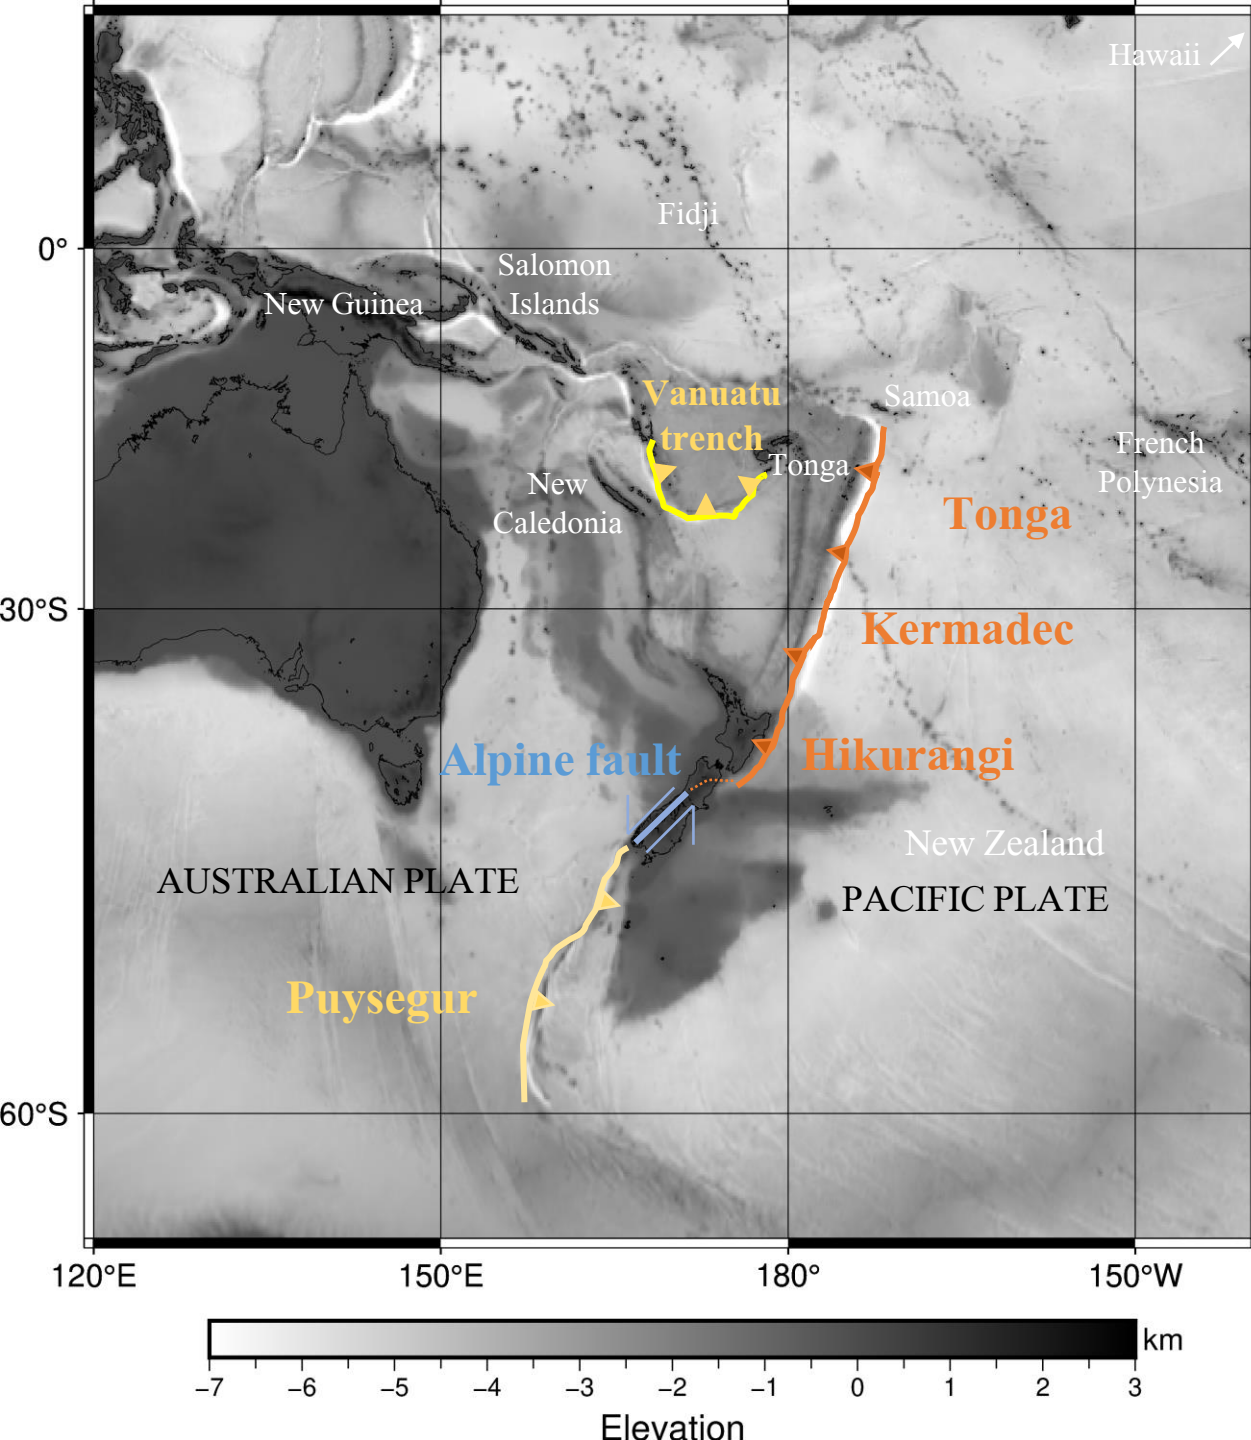 Hawaii
Fidji
0°
Salomon
Islands
New Guinea
Vanuatu
trench
Samoa
French
Polynesia
Tonga
New
Caledonia
Tonga
30°S
Kermadec
Alpine fault
Hikurangi
New Zealand
AUSTRALIAN PLATE
PACIFIC PLATE
Puysegur
60°S
120°E 150°E 180° 150°W
km
−7 −6 −5 −4 −3 −2 −1 0 1 2 3
Elevation